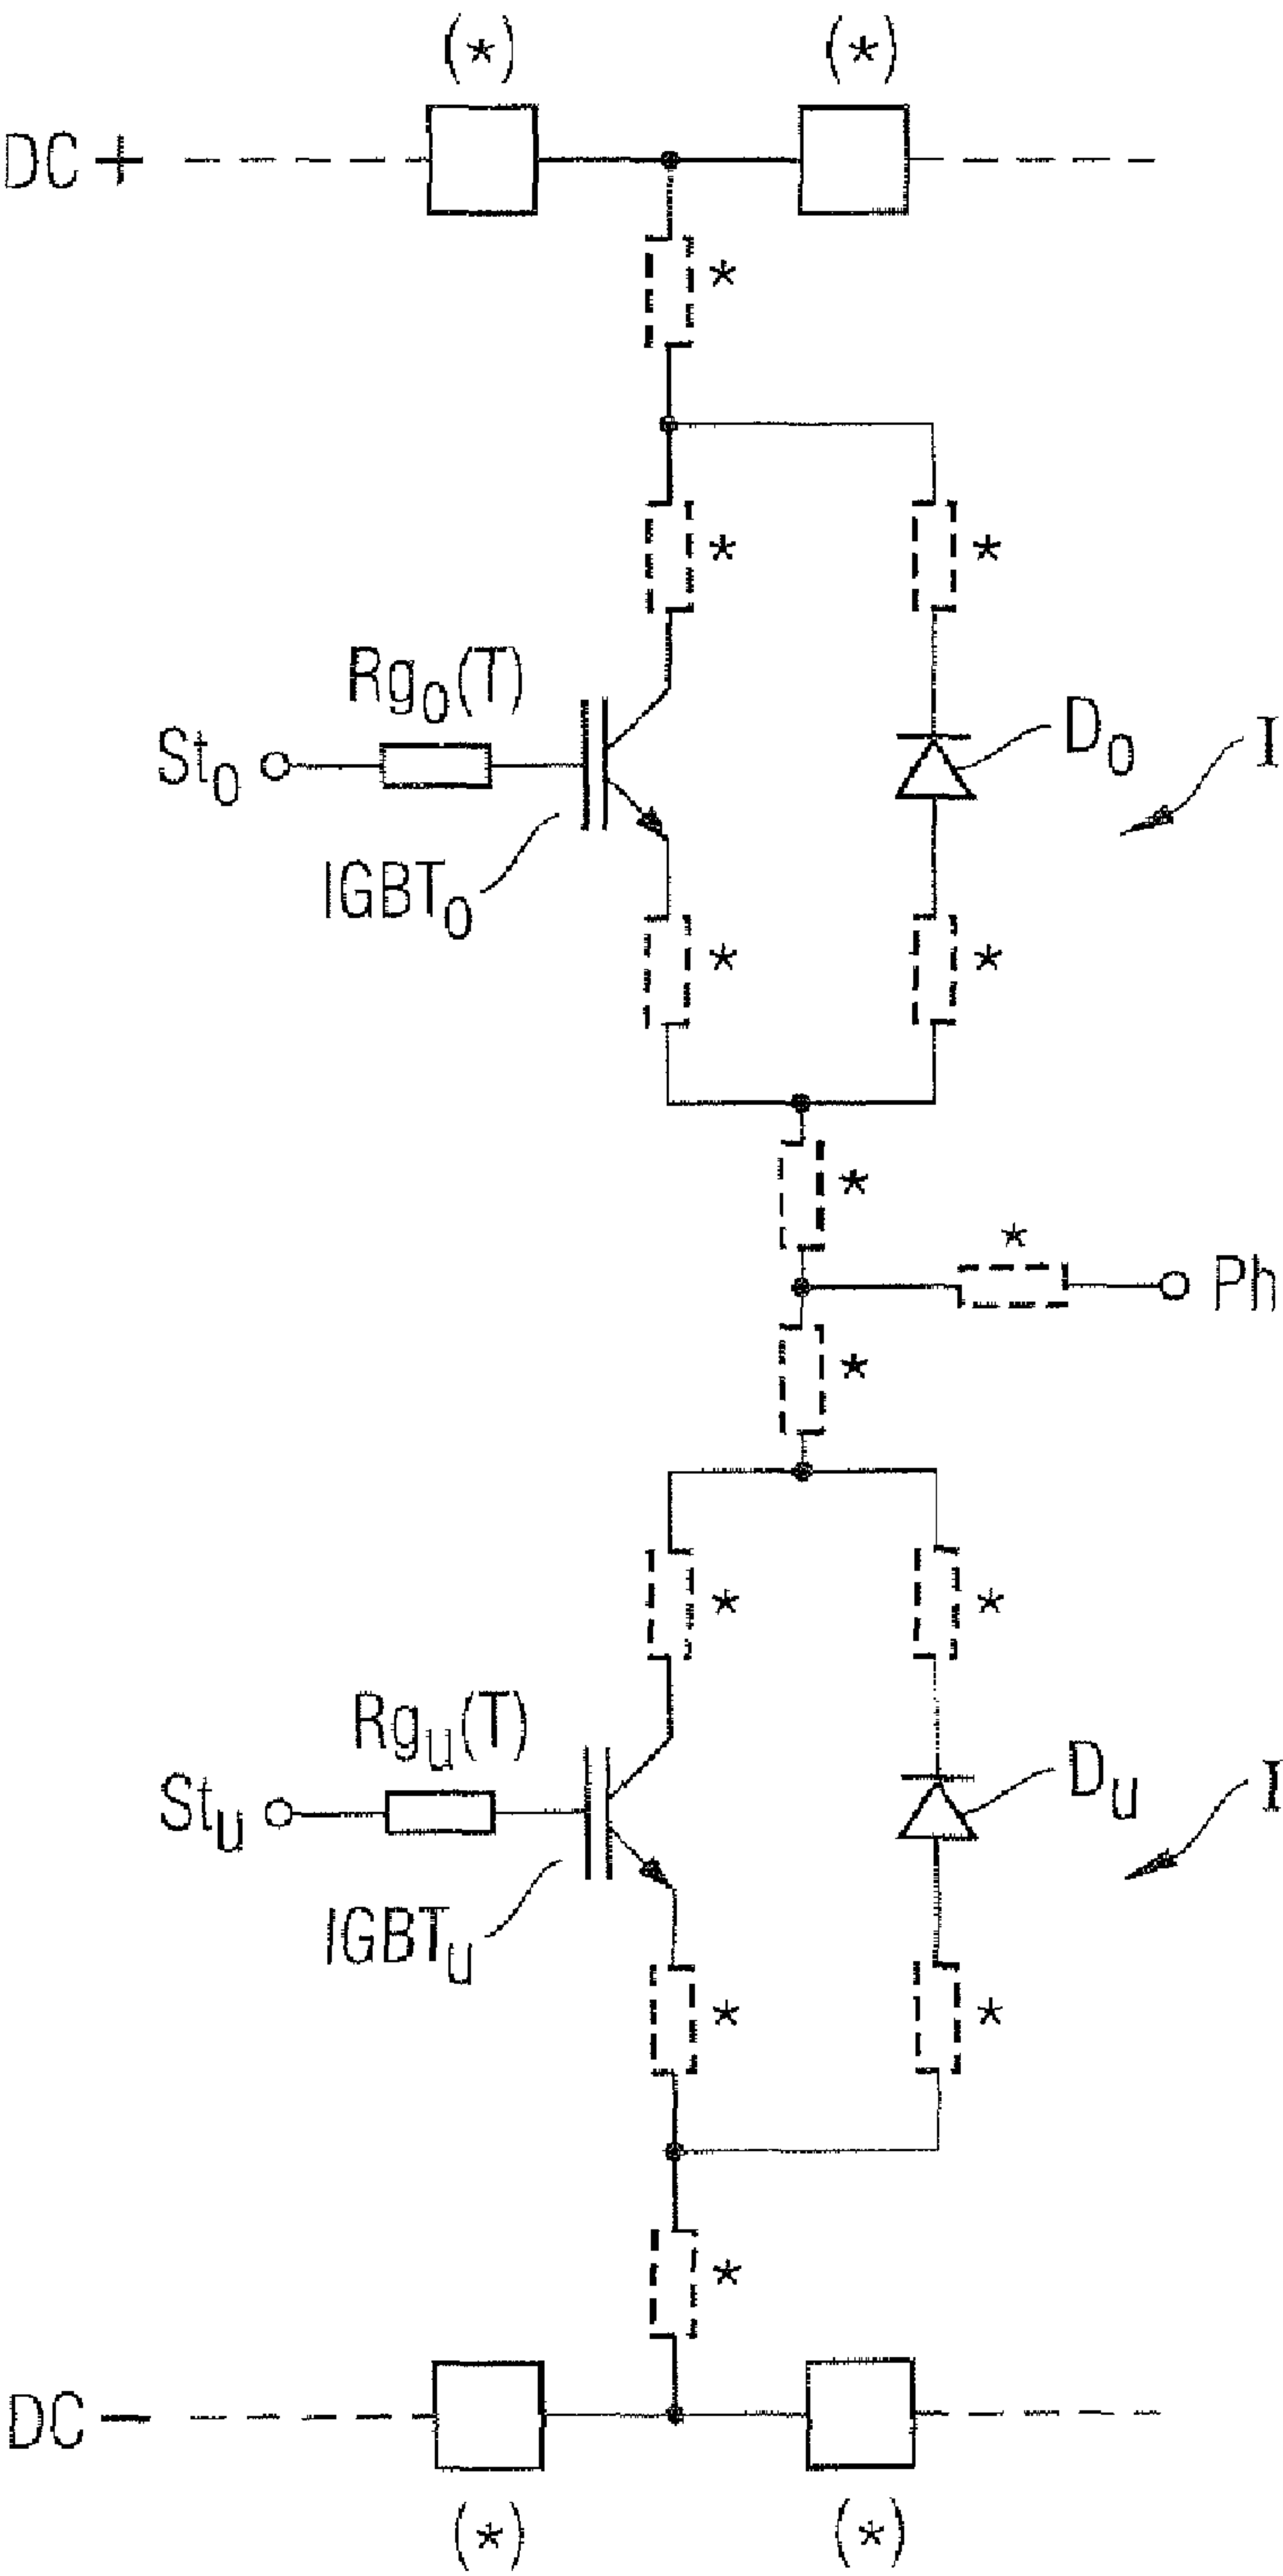 (*) (*)
DC +
*
* *
Rg₀(T)
D₀
I
St₀
IGBT₀
* *
*
*
Ph
*
* *
Rgᵤ(T)
Dᵤ
I
Stᵤ
IGBTᵤ
* *
*
DC –
(*) (*)